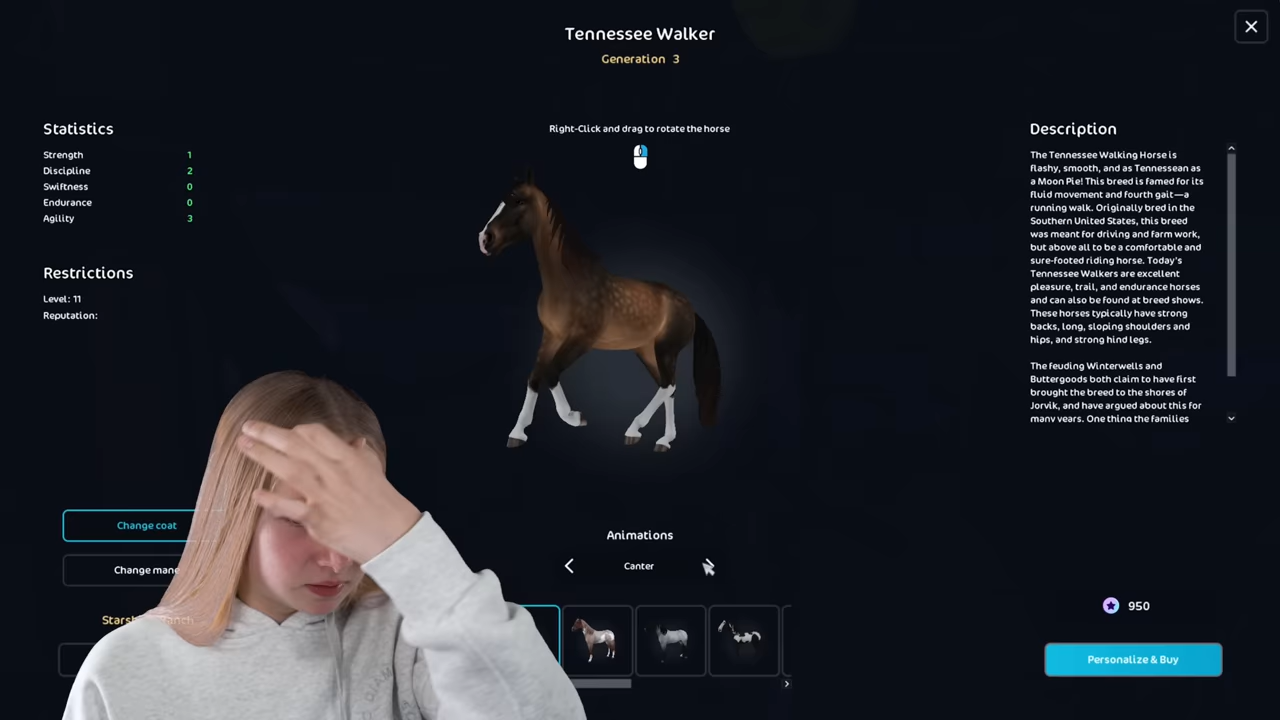 Tennessee Walker
Generation 3
Statistics
Strength 1
Discipline 2
Swiftness 0
Endurance 0
Agility 3
Restrictions
Level: 11
Reputation:
Right-Click and drag to rotate the horse
Description
The Tennessee Walking Horse is
flashy, smooth, and as Tennessean as
a Moon Pie! This breed is famed for its
fluid movement and fourth gait—a
running walk. Originally bred in the
Southern United States, this breed
was meant for driving and farm work,
but above all to be a comfortable and
sure-footed riding horse. Today's
Tennessee Walkers are excellent
pleasure, trail, and endurance horses
and can also be found at breed shows.
These horses typically have strong
backs, long, sloping shoulders and
hips, and strong hind legs.
The feuding Winterwells and
Buttergoods both claim to have first
brought the breed to the shores of
Jorvik, and have argued about this for
many years. One thing the families
Change coat
Change mane
Animations
Canter
950
Personalize & Buy